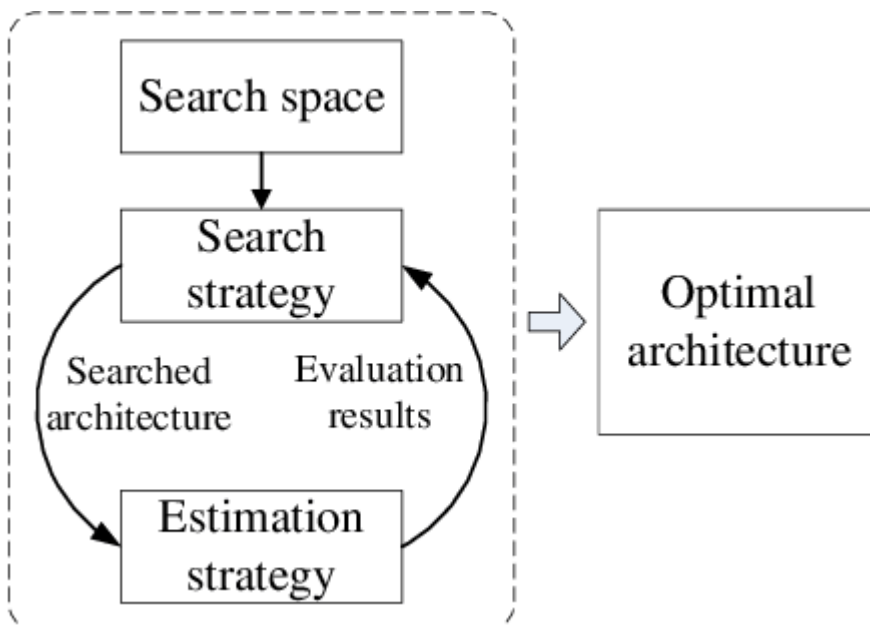 Search space
Search
strategy
Searched
architecture
Evaluation
results
Estimation
strategy
Optimal
architecture